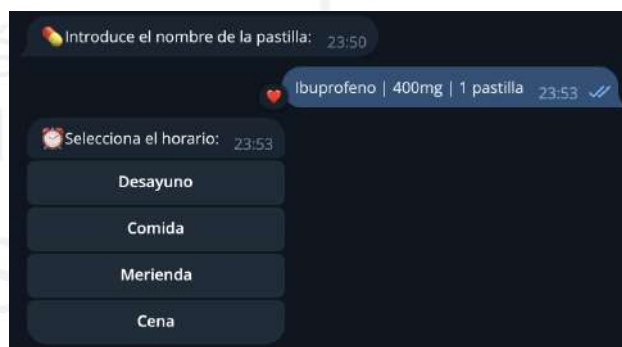 💊Introduce el nombre de la pastilla: 23:50
Ibuprofeno | 400mg | 1 pastilla 23:53
⏰Selecciona el horario: 23:53
Desayuno
Comida
Merienda
Cena